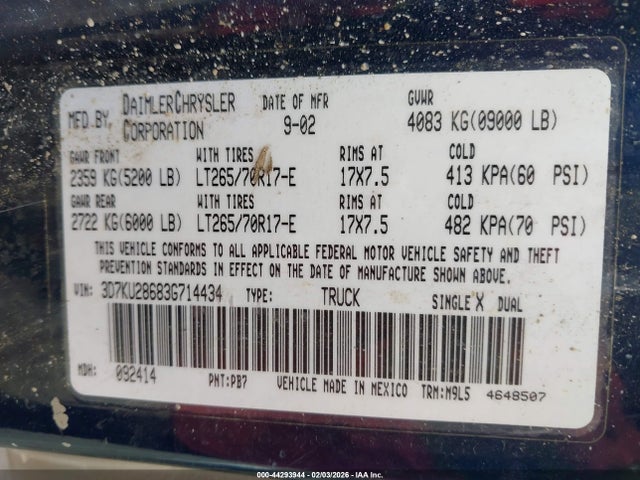 MFD. BY. DAIMLERCHRYSLER CORPORATION DATE OF MFR 9-02 GVWR 4083 KG(09000 LB)
GAWR FRONT WITH TIRES RIMS AT COLD
2359 KG(5200 LB) LT265/70R17-E 17X7.5 413 KPA(60 PSI)
GAWR REAR WITH TIRES RIMS AT COLD
2722 KG(6000 LB) LT265/70R17-E 17X7.5 482 KPA(70 PSI)
THIS VEHICLE CONFORMS TO ALL APPLICABLE FEDERAL MOTOR VEHICLE SAFETY AND THEFT
PREVENTION STANDARDS IN EFFECT ON THE DATE OF MANUFACTURE SHOWN ABOVE.
VIN: 3D7KU28683G714434 TYPE: TRUCK SINGLE X DUAL
MDH: 092414 PNT:PB7 VEHICLE MADE IN MEXICO TRM:M9L5 4648507
000-44293944 - 02/03/2026 - IAA Inc.